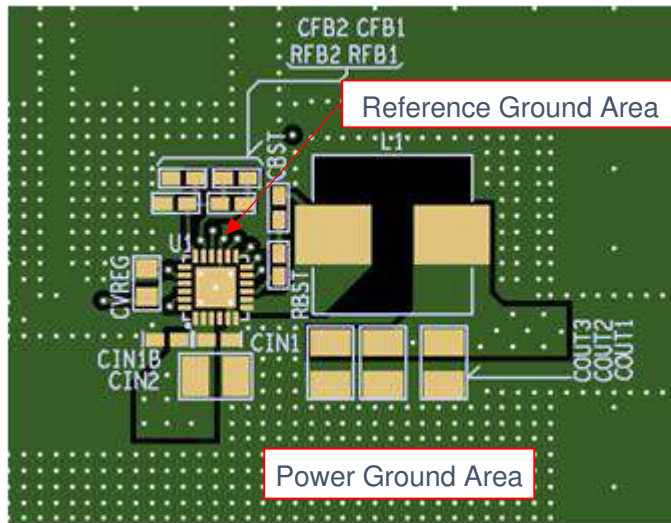 CFB2 CFB1
RFB2 RFB1
Reference Ground Area
CBST
L1
U1
CVREG
RBST
CIN1
CIN1B
CIN2
COUT3
COUT2
COUT1
Power Ground Area